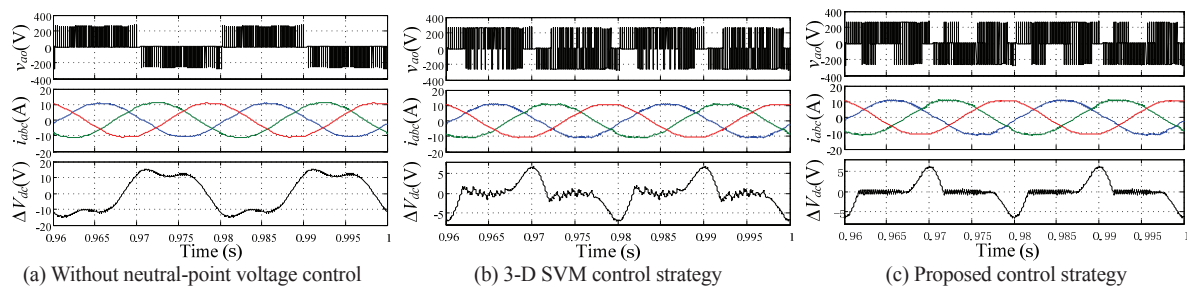 400
200
0
-200
-400
v_ao(V)
20
10
0
-10
-20
i_abc(A)
20
10
0
-10
-20
ΔV_dc(V)
0.96 0.965 0.97 0.975 0.98 0.985 0.99 0.995 1
Time (s)
(a) Without neutral-point voltage control
400
200
0
-200
-400
v_ao(V)
20
10
0
-10
-20
i_abc(A)
5
0
-5
ΔV_dc(V)
0.96 0.965 0.97 0.975 0.98 0.985 0.99 0.995 1
Time (s)
(b) 3-D SVM control strategy
400
200
0
-200
-400
v_ao(V)
20
10
0
-10
-20
i_abc(A)
5
0
-5
ΔV_dc(V)
0.96 0.965 0.97 0.975 0.98 0.985 0.99 0.995 1
Time (s)
(c) Proposed control strategy